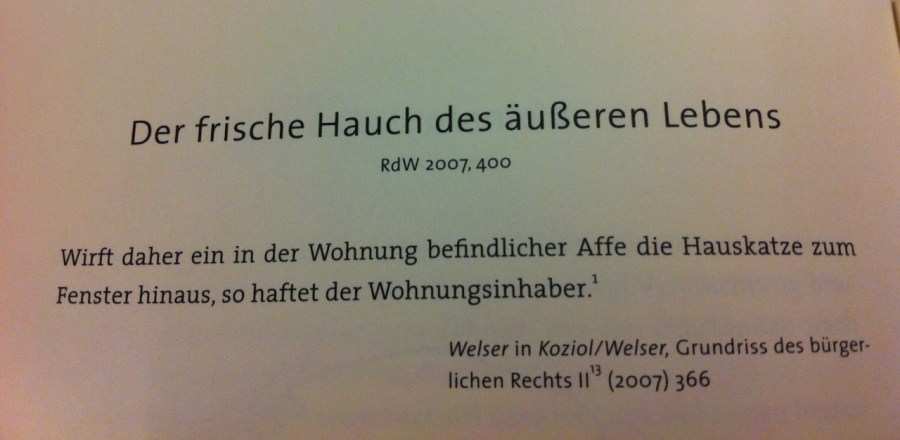 Der frische Hauch des äußeren Lebens
RdW 2007, 400
Wirft daher ein in der Wohnung befindlicher Affe die Hauskatze zum
Fenster hinaus, so haftet der Wohnungsinhaber.¹
Welser in Koziol/Welser, Grundriss des bürger-
lichen Rechts II¹³ (2007) 366